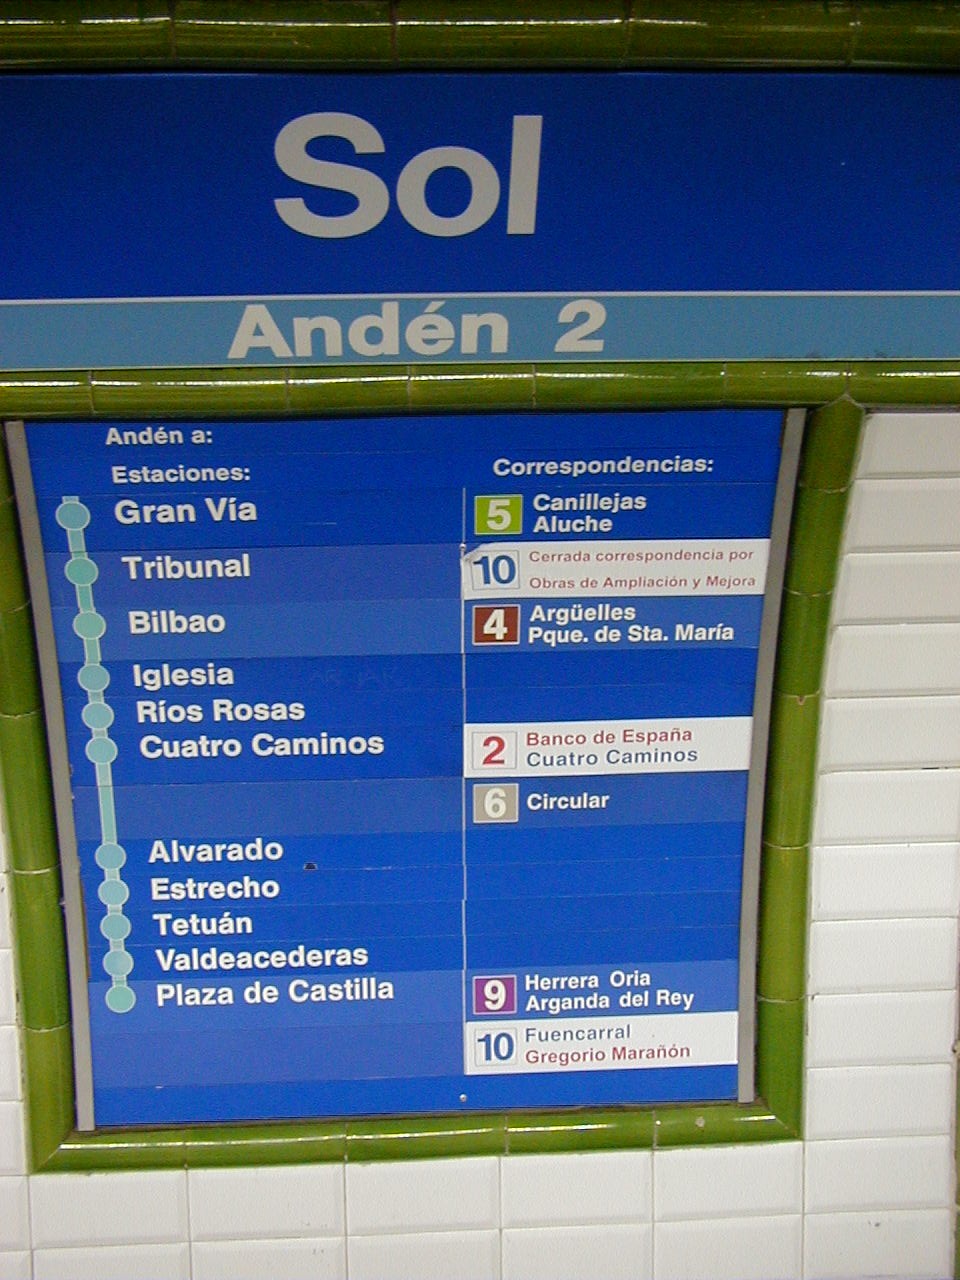 Sol
Andén 2
Andén a:
Estaciones:
Correspondencias:
Gran Vía
5 Canillejas
Aluche
Tribunal
10 Cerrada correspondencia por
Obras de Ampliación y Mejora
Bilbao
4 Argüelles
Pque. de Sta. María
Iglesia
Ríos Rosas
Cuatro Caminos
2 Banco de España
Cuatro Caminos
6 Circular
Alvarado
Estrecho
Tetuán
Valdeacederas
Plaza de Castilla
9 Herrera Oria
Arganda del Rey
10 Fuencarral
Gregorio Marañón